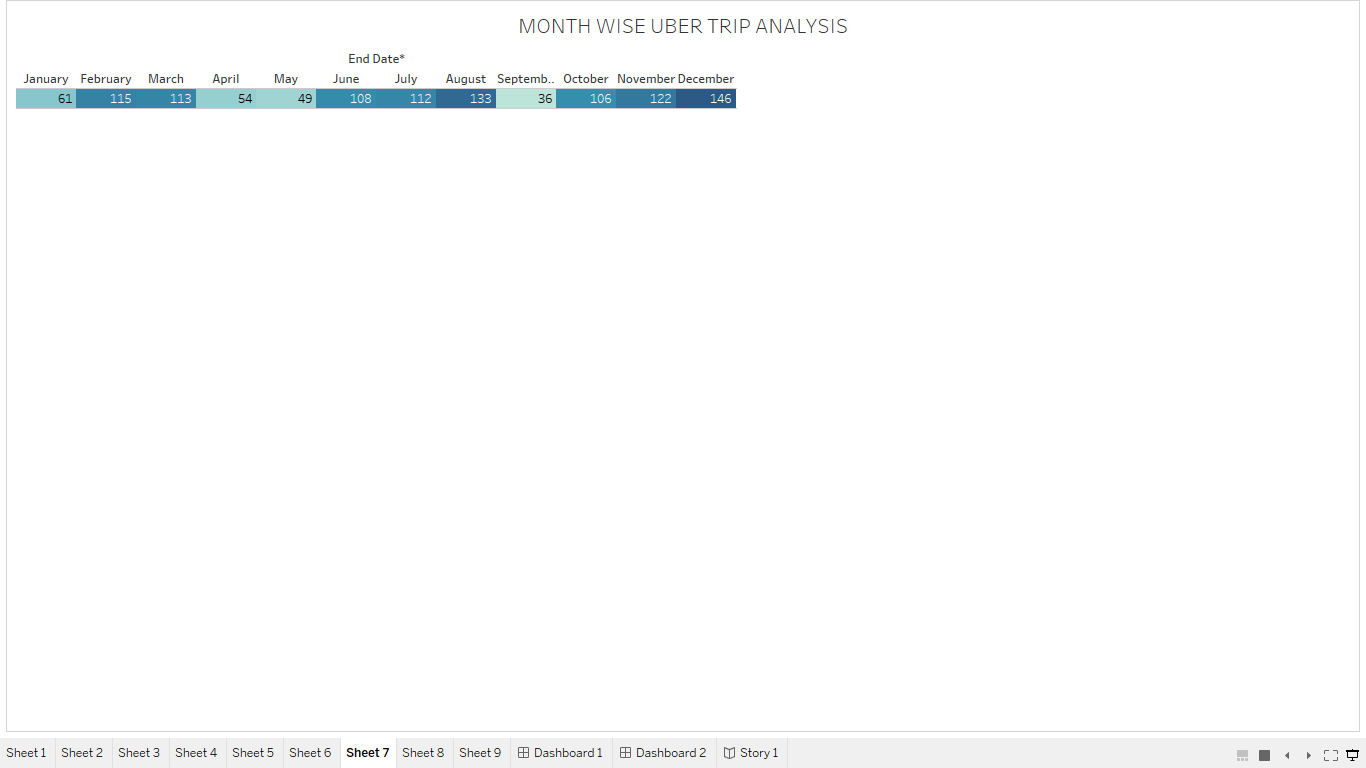 MONTH WISE UBER TRIP ANALYSIS
End Date*
January February March April May June July August Septemb.. October November December
61 115 113 54 49 108 112 133 36 106 122 146
Sheet 1 Sheet 2 Sheet 3 Sheet 4 Sheet 5 Sheet 6 Sheet 7 Sheet 8 Sheet 9 Dashboard 1 Dashboard 2 Story 1